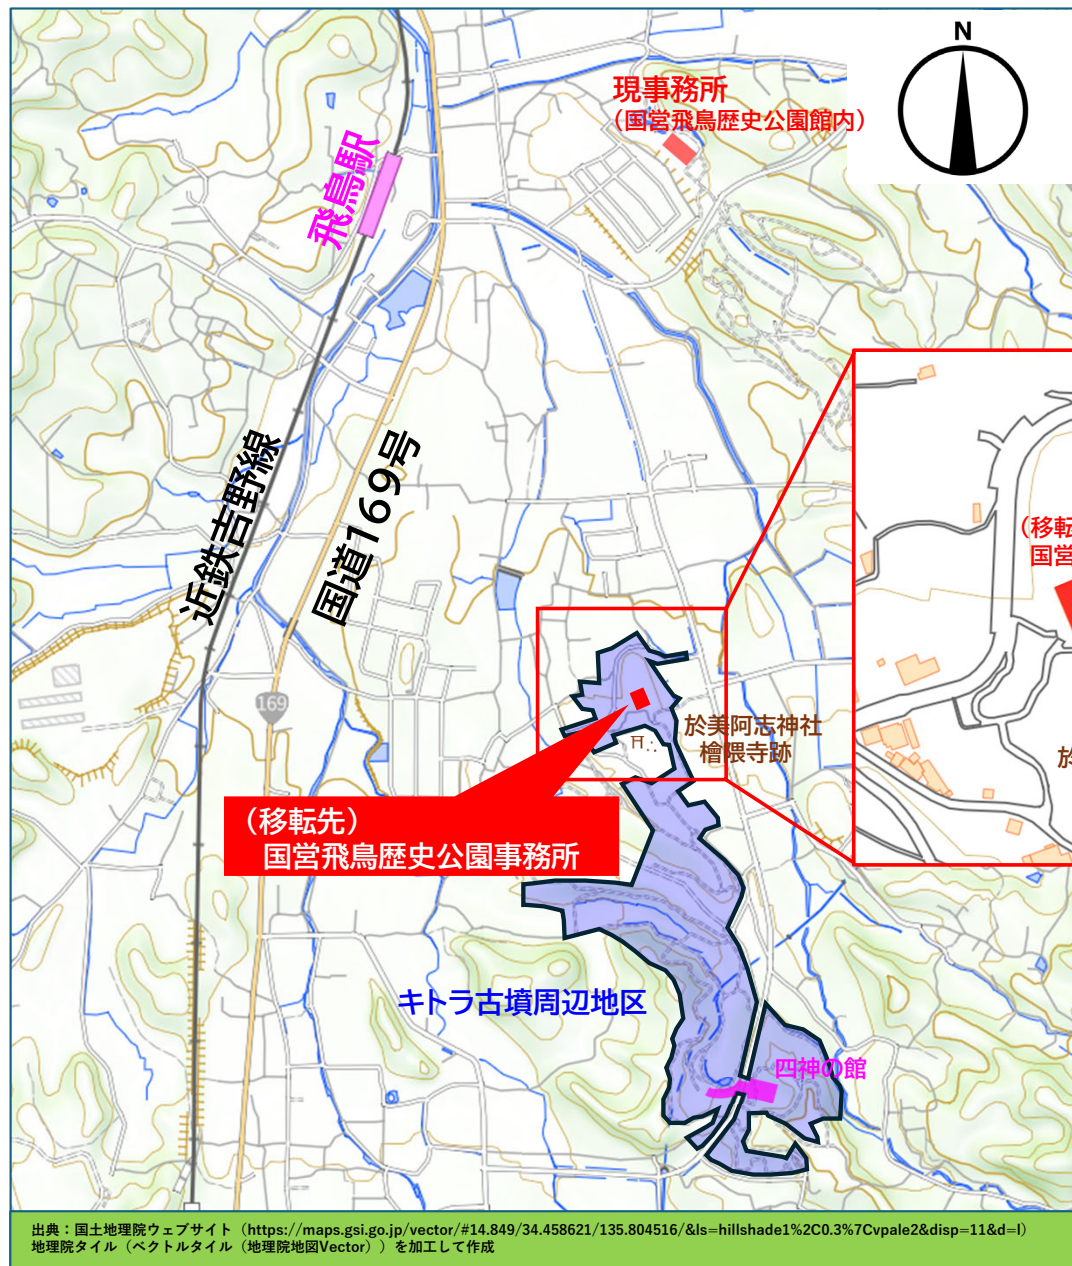 N
現事務所
（国営飛鳥歴史公園館内）
飛鳥駅
近鉄吉野線
国道169号
（移転
国営
169
於美阿志神社
檜隈寺跡
於
（移転先）
国営飛鳥歴史公園事務所
キトラ古墳周辺地区
四神の館
出典：国土地理院ウェブサイト（https://maps.gsi.go.jp/vector/#14.849/34.458621/135.804516/&ls=hillshade1%2C0.3%7Cvpale2&disp=11&d=l）
地理院タイル（ベクトルタイル（地理院地図Vector））を加工して作成